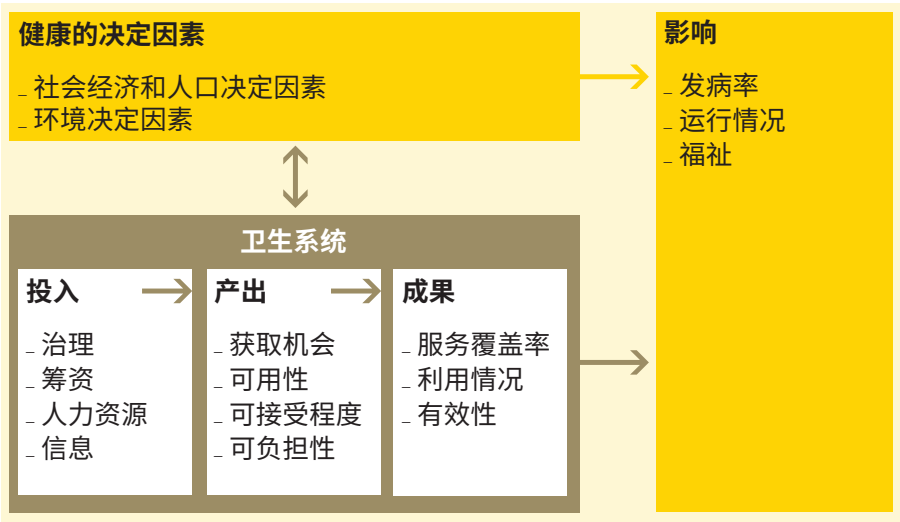 健康的决定因素
_ 社会经济和人口决定因素
_ 环境决定因素
影响
_ 发病率
_ 运行情况
_ 福祉
卫生系统
投入
_ 治理
_ 筹资
_ 人力资源
_ 信息
产出
_ 获取机会
_ 可用性
_ 可接受程度
_ 可负担性
成果
_ 服务覆盖率
_ 利用情况
_ 有效性